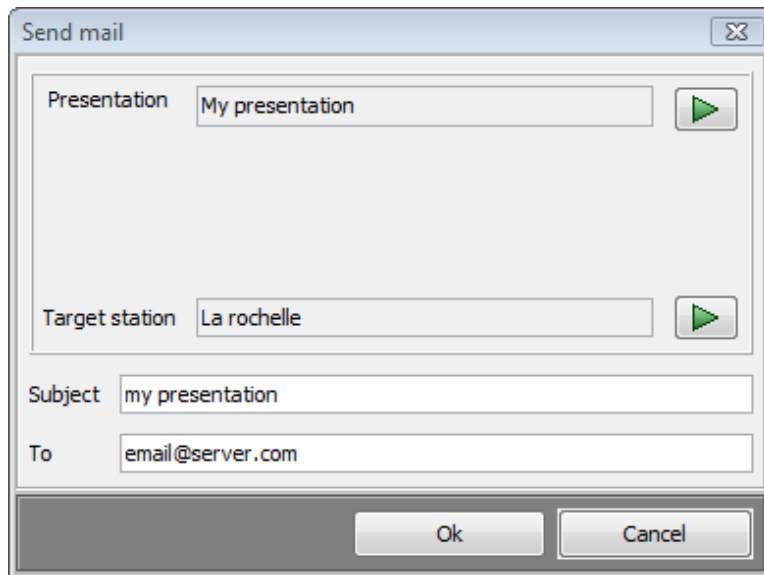 Send mail
Presentation My presentation
Target station La rochelle
Subject my presentation
To email@server.com
Ok Cancel